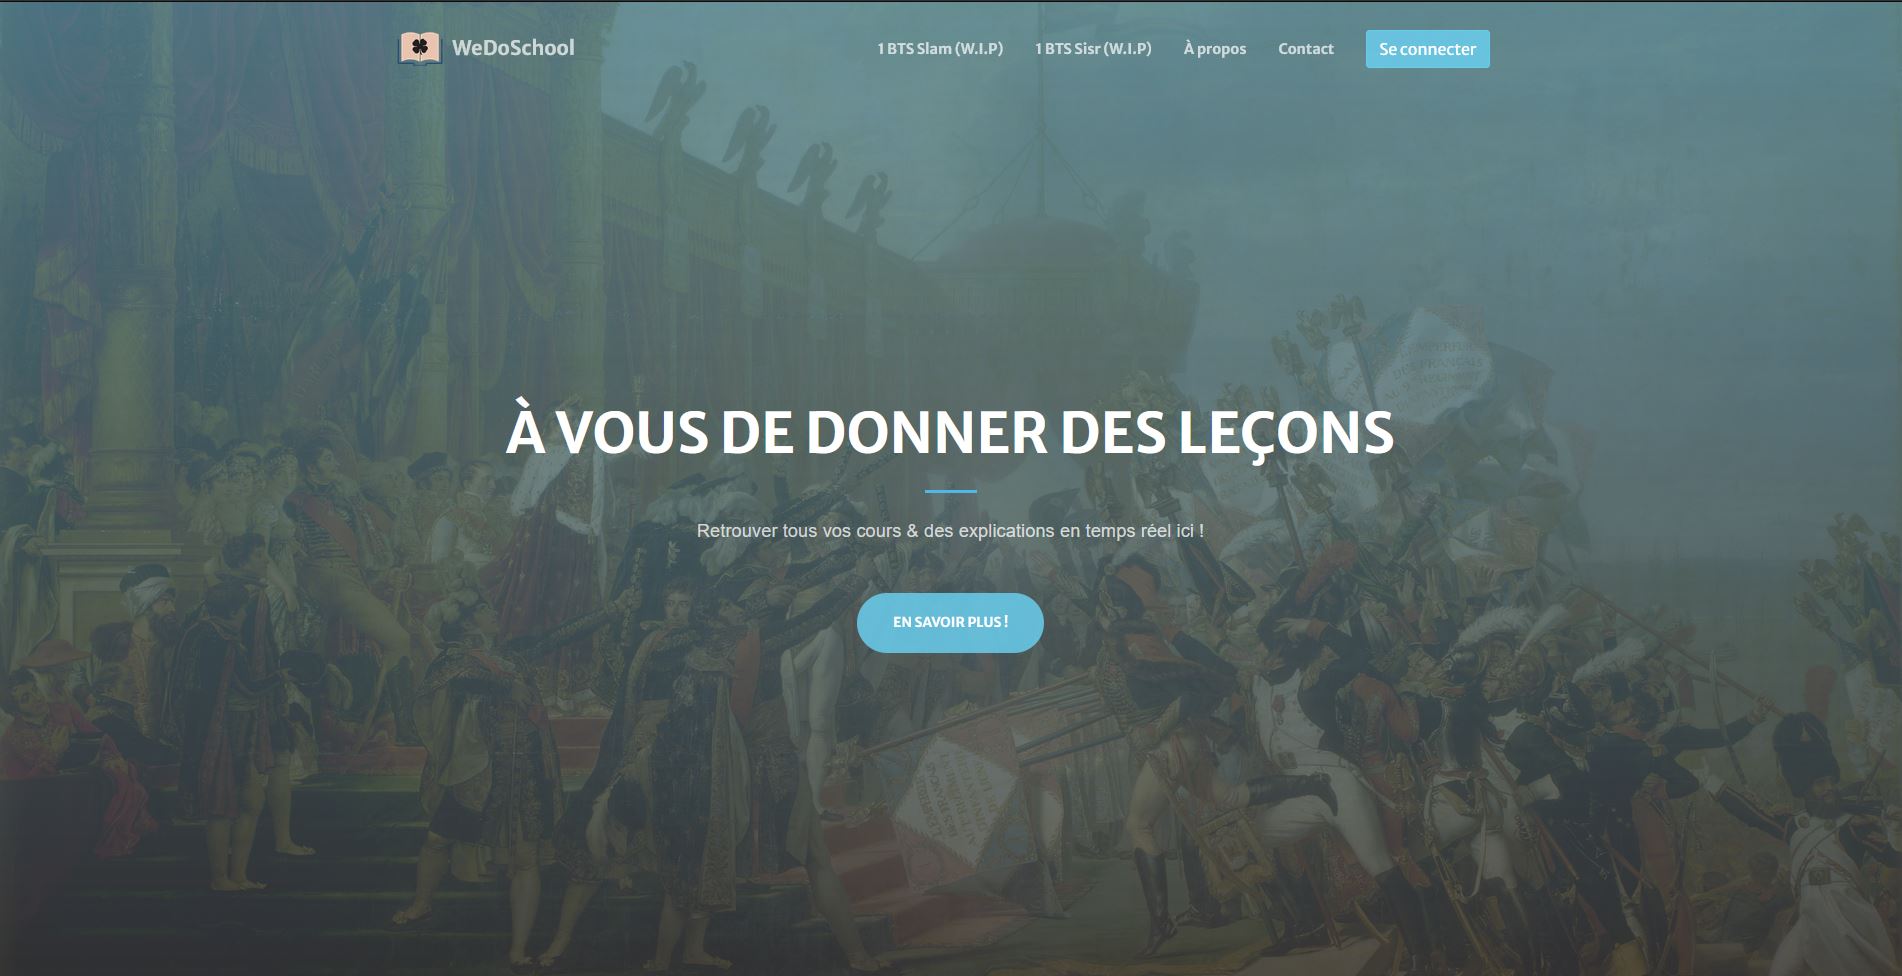 WeDoSchool
1 BTS Slam (W.I.P)
1 BTS Sisr (W.I.P)
À propos
Contact
Se connecter
À VOUS DE DONNER DES LEÇONS
Retrouver tous vos cours & des explications en temps réel ici !
EN SAVOIR PLUS !